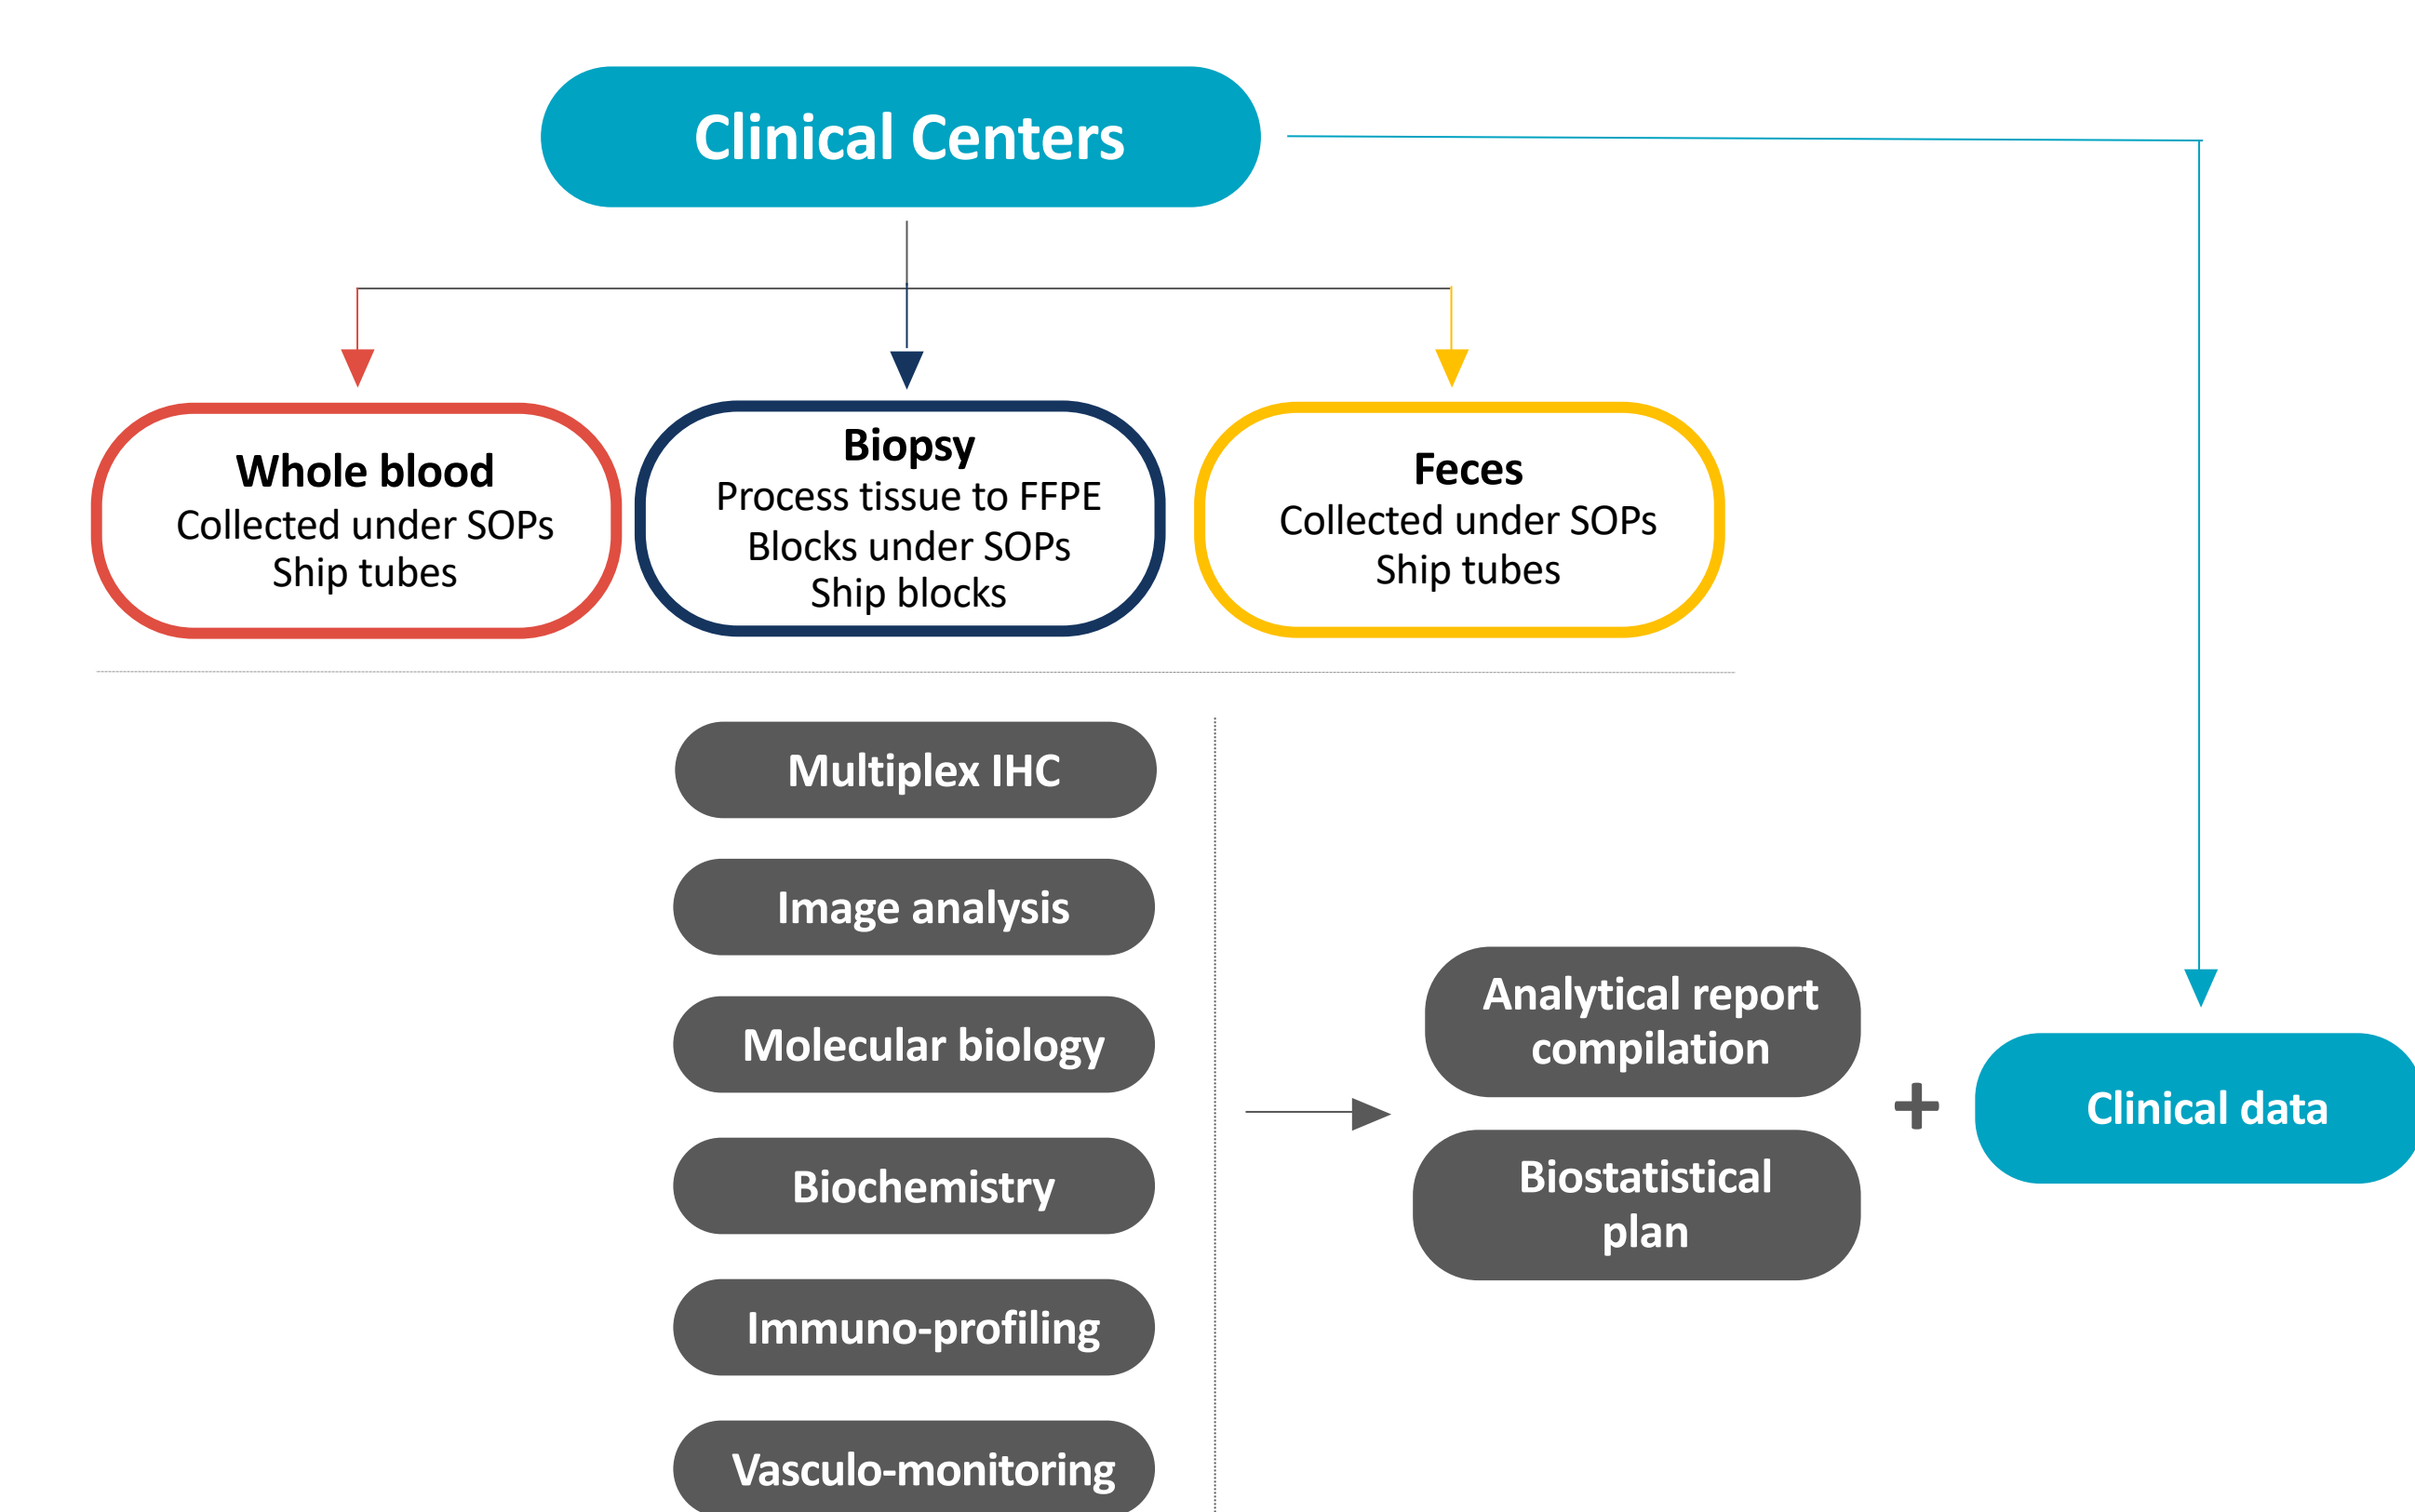 Clinical Centers
Whole blood
Collected under SOPs
Ship tubes
Biopsy
Process tissue to FFPE
Blocks under SOPs
Ship blocks
Feces
Collected under SOPs
Ship tubes
Multiplex IHC
Image analysis
Molecular biology
Biochemistry
Immuno-profiling
Vasculo-monitoring
Analytical report
compilation
Biostatistical
plan
+
Clinical data